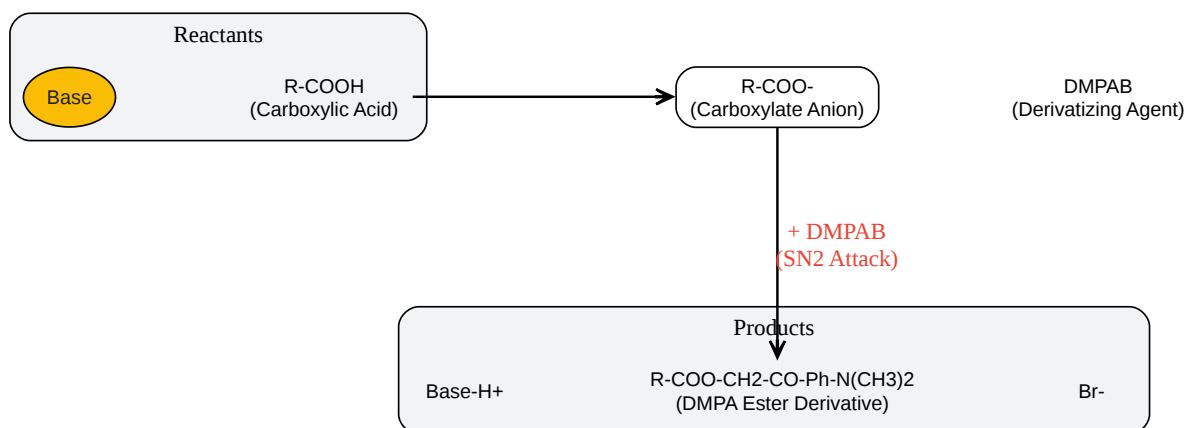 Reactants
Base
R-COOH
(Carboxylic Acid)
R-COO-
(Carboxylate Anion)
DMPAB
(Derivatizing Agent)
+ DMPAB
(SN2 Attack)
Products
Base-H+
R-COO-CH2-CO-Ph-N(CH3)2
(DMPA Ester Derivative)
Br-